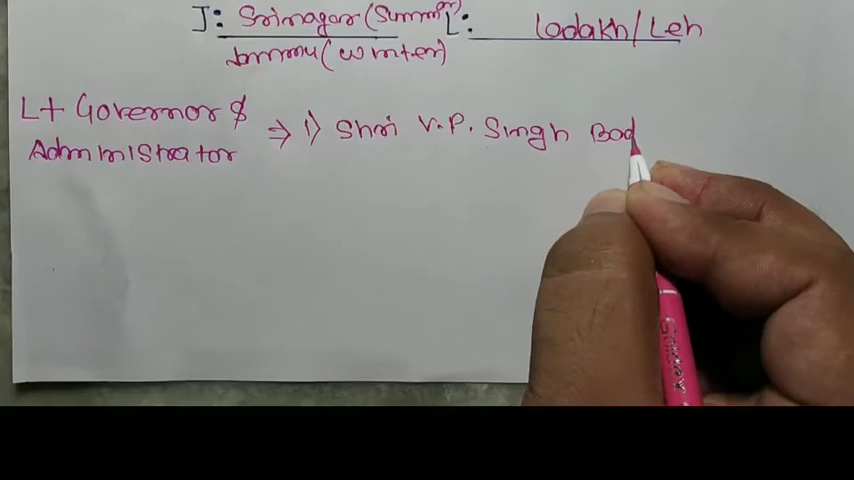 J: Srinagar (Summer) L: Ladakh/Leh
Jammu (Winter)
Lt Governor &
Administrator ⇒ 1) Shri V.P. Singh Bad